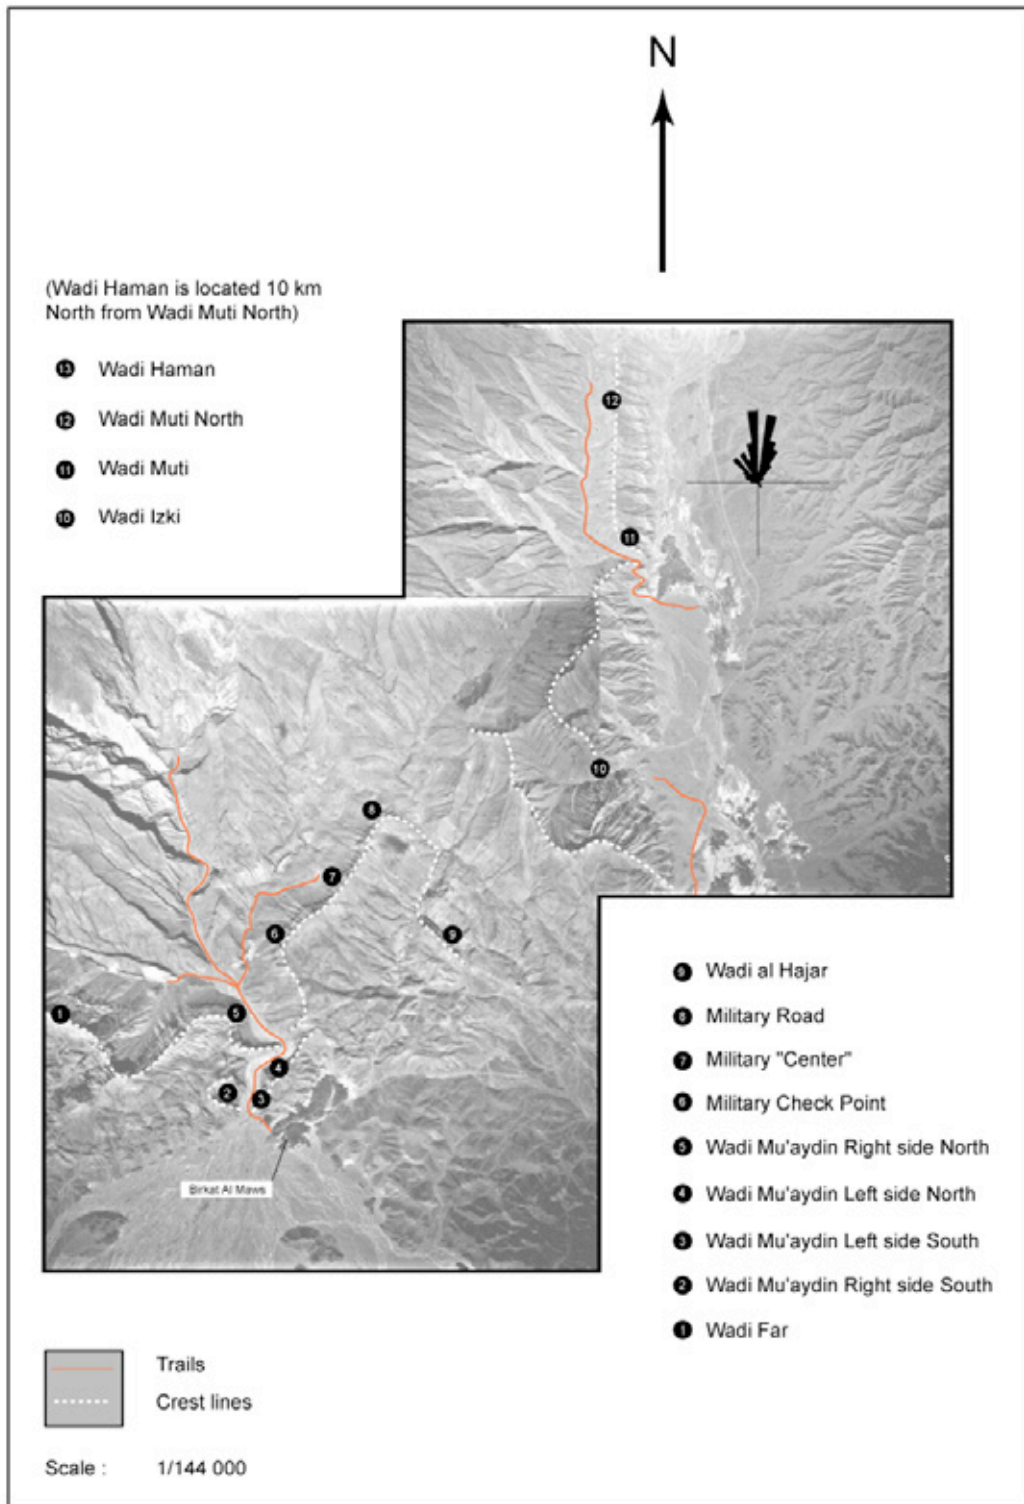 N
(Wadi Haman is located 10 km
North from Wadi Muti North)
13 Wadi Haman
12 Wadi Muti North
11 Wadi Muti
10 Wadi Izki
12
11
10
8
7
6
9
1
5
4
2
3
Birkat Al Maws
9 Wadi al Hajar
8 Military Road
7 Military "Center"
6 Military Check Point
5 Wadi Mu'aydin Right side North
4 Wadi Mu'aydin Left side North
3 Wadi Mu'aydin Left side South
2 Wadi Mu'aydin Right side South
1 Wadi Far
Trails
Crest lines
Scale : 1/144 000